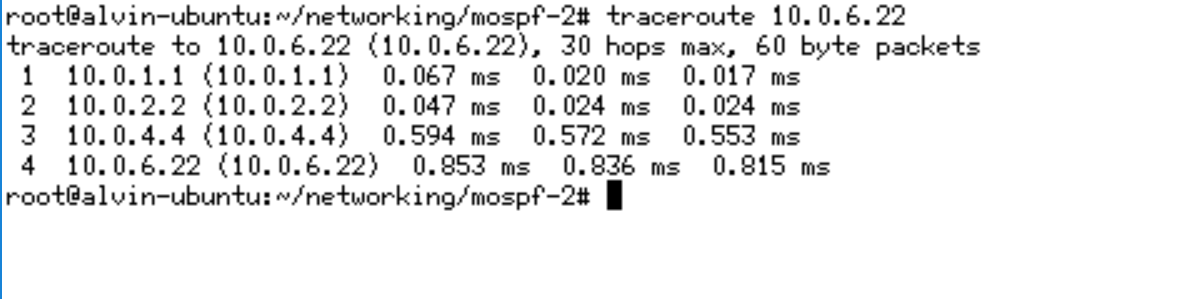 root@alvin-ubuntu:~/networking/mospf-2# traceroute 10.0.6.22
traceroute to 10.0.6.22 (10.0.6.22), 30 hops max, 60 byte packets
 1  10.0.1.1 (10.0.1.1)  0.067 ms  0.020 ms  0.017 ms
 2  10.0.2.2 (10.0.2.2)  0.047 ms  0.024 ms  0.024 ms
 3  10.0.4.4 (10.0.4.4)  0.594 ms  0.572 ms  0.553 ms
 4  10.0.6.22 (10.0.6.22)  0.853 ms  0.836 ms  0.815 ms
root@alvin-ubuntu:~/networking/mospf-2#